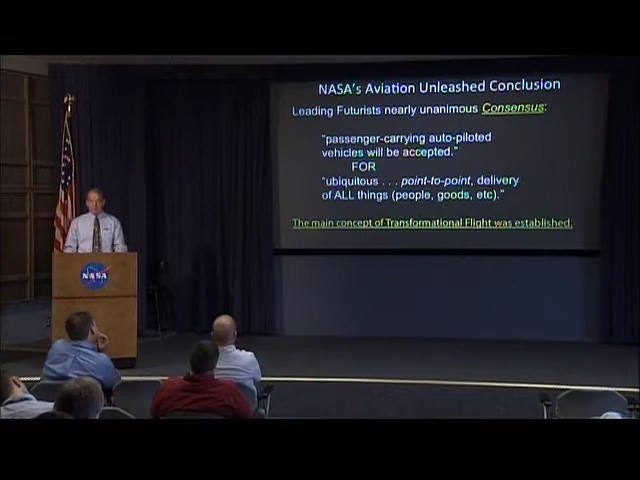 NASA's Aviation Unleashed Conclusion
Leading Futurists nearly unanimous Consensus:
"passenger-carrying auto-piloted
vehicles will be accepted."
FOR
"ubiquitous . . . point-to-point, delivery
of ALL things (people, goods, etc)."
The main concept of Transformational Flight was established.
NASA